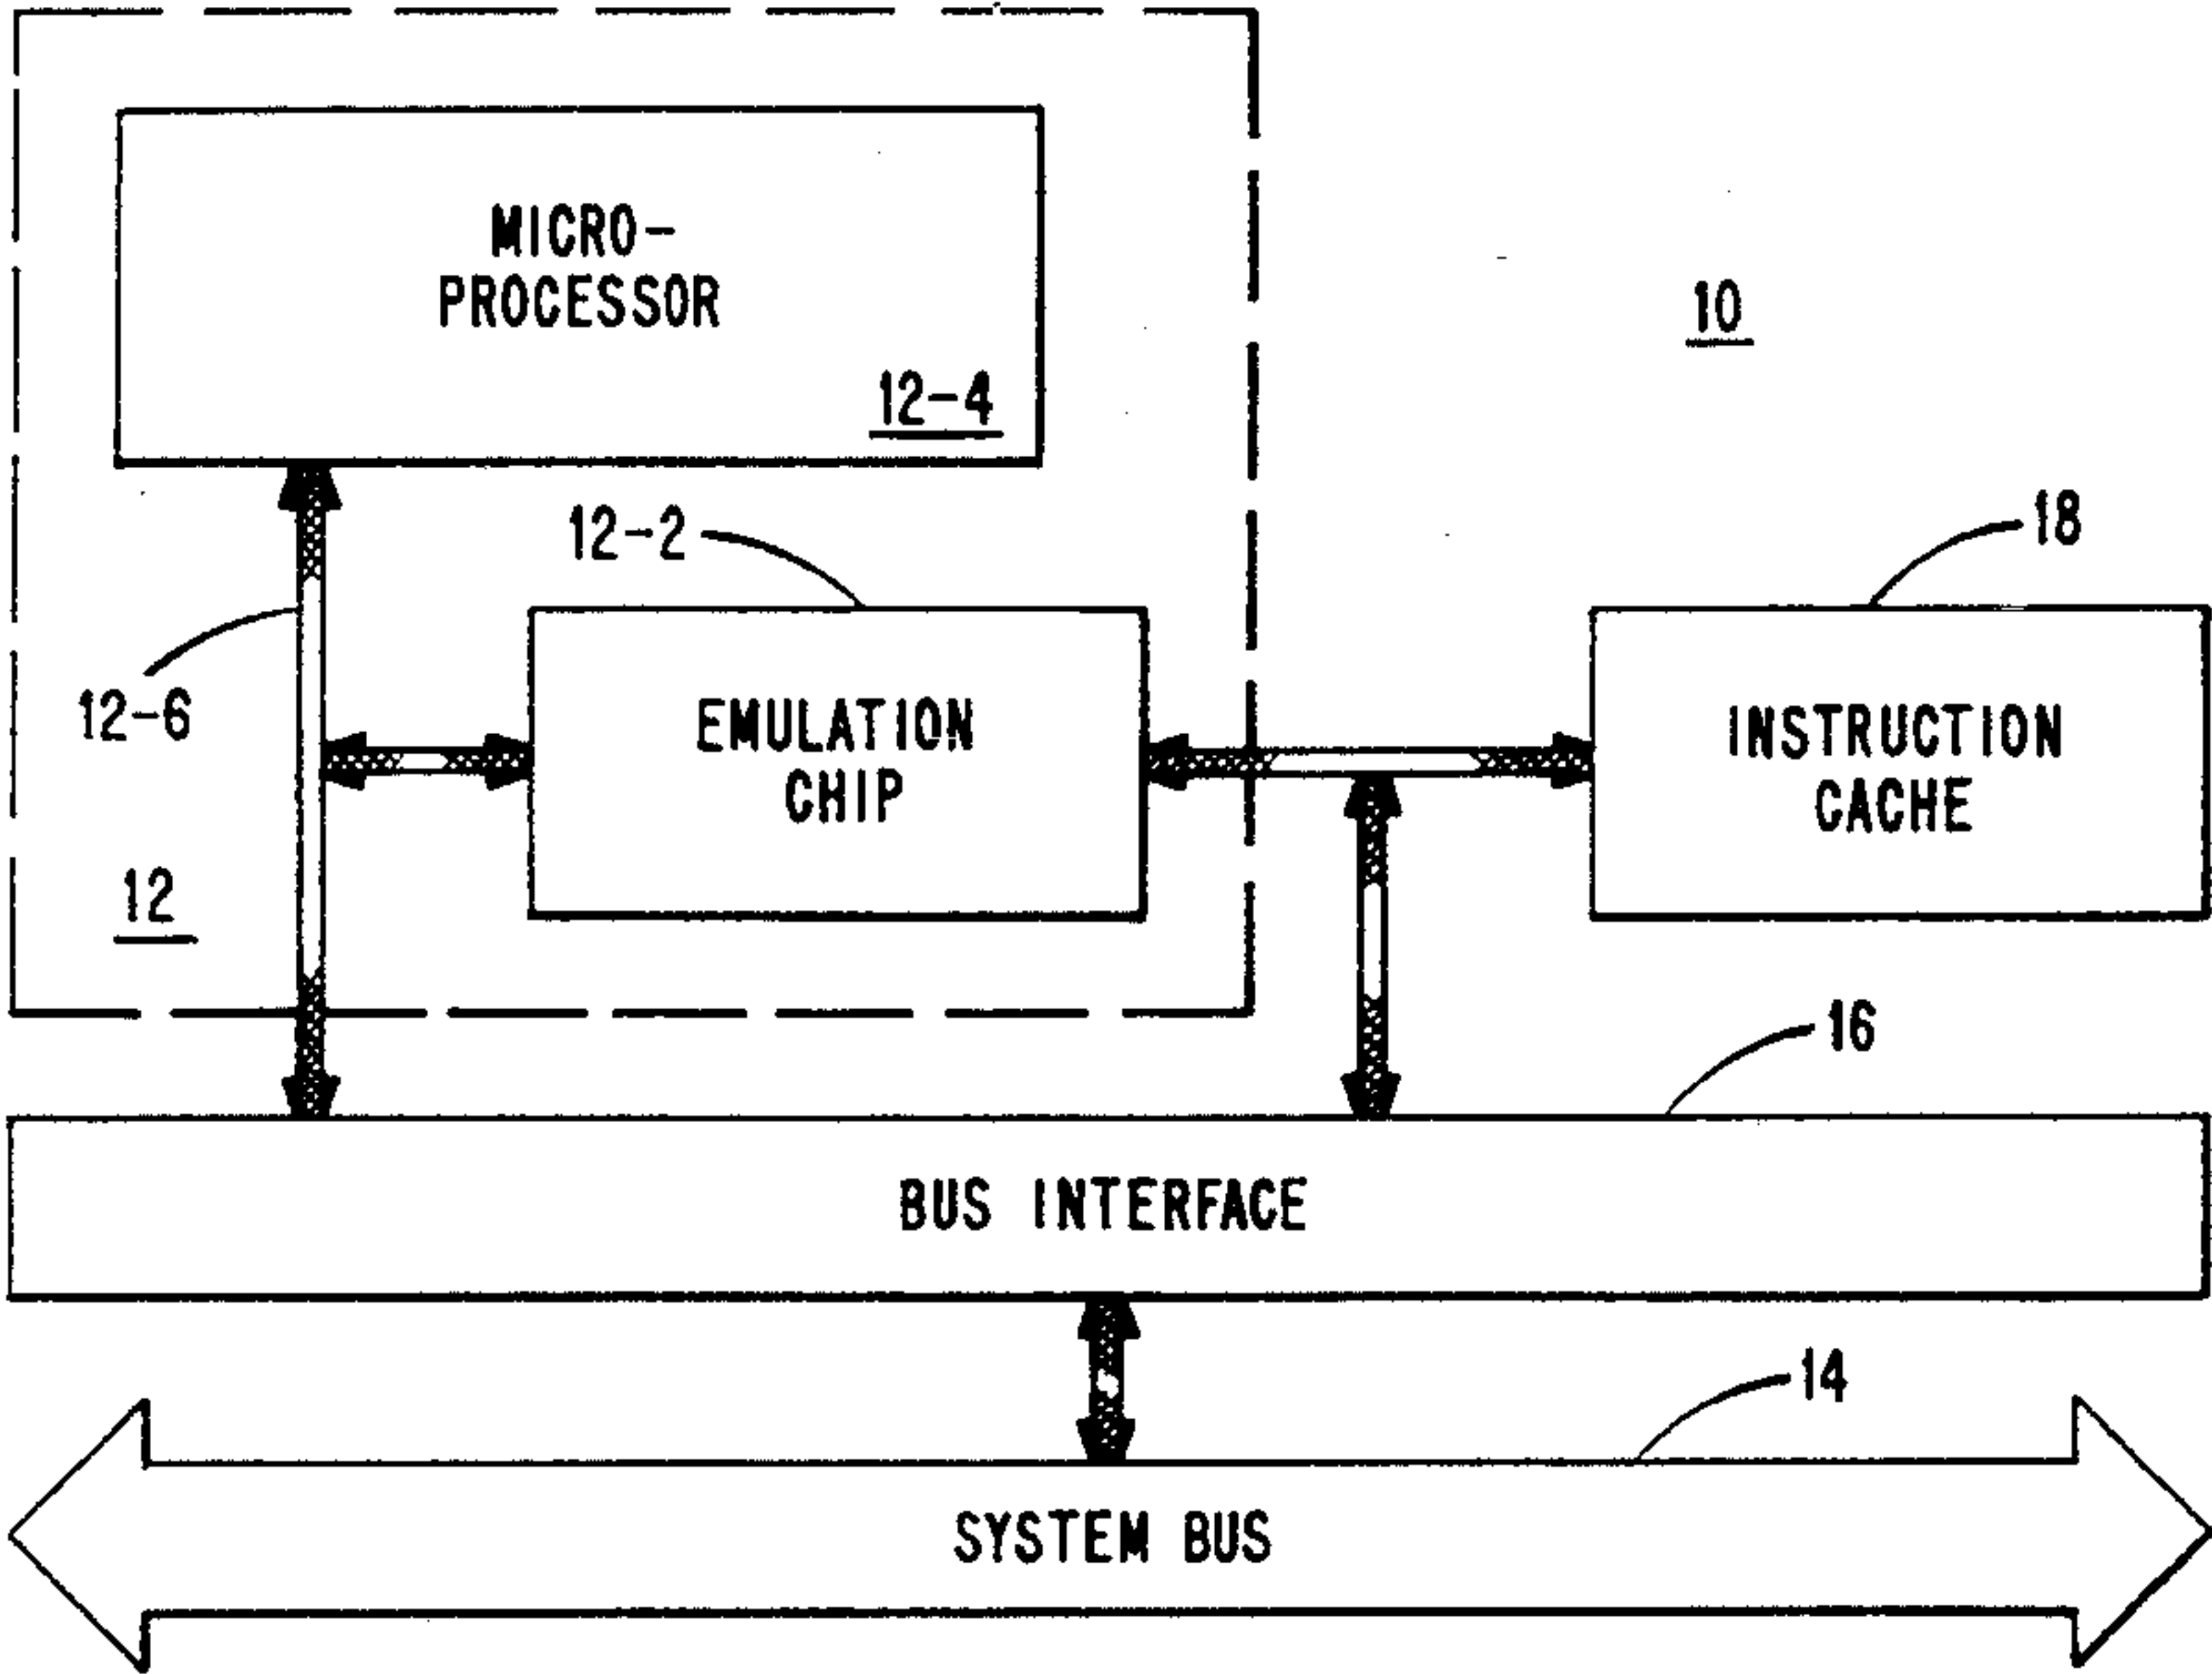 MICRO-
PROCESSOR
12-4
10
12-2
18
12-6
EMULATION
CHIP
INSTRUCTION
CACHE
12
16
BUS INTERFACE
14
SYSTEM BUS